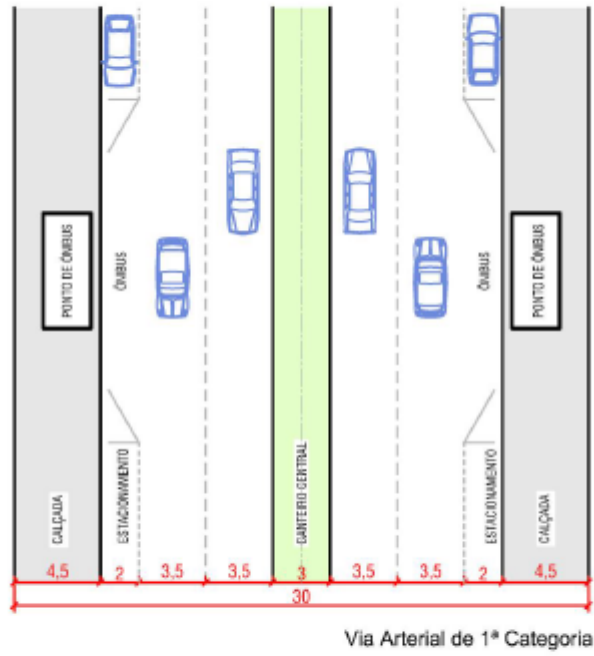 PONTO DE ÔNIBUS
ÔNIBUS
ÔNIBUS
PONTO DE ÔNIBUS
CALÇADA
ESTACIONAMENTO
CANTEIRO CENTRAL
ESTACIONAMENTO
CALÇADA
4,5 2 3,5 3,5 3 3,5 3,5 2 4,5
30
Via Arterial de 1ª Categoria